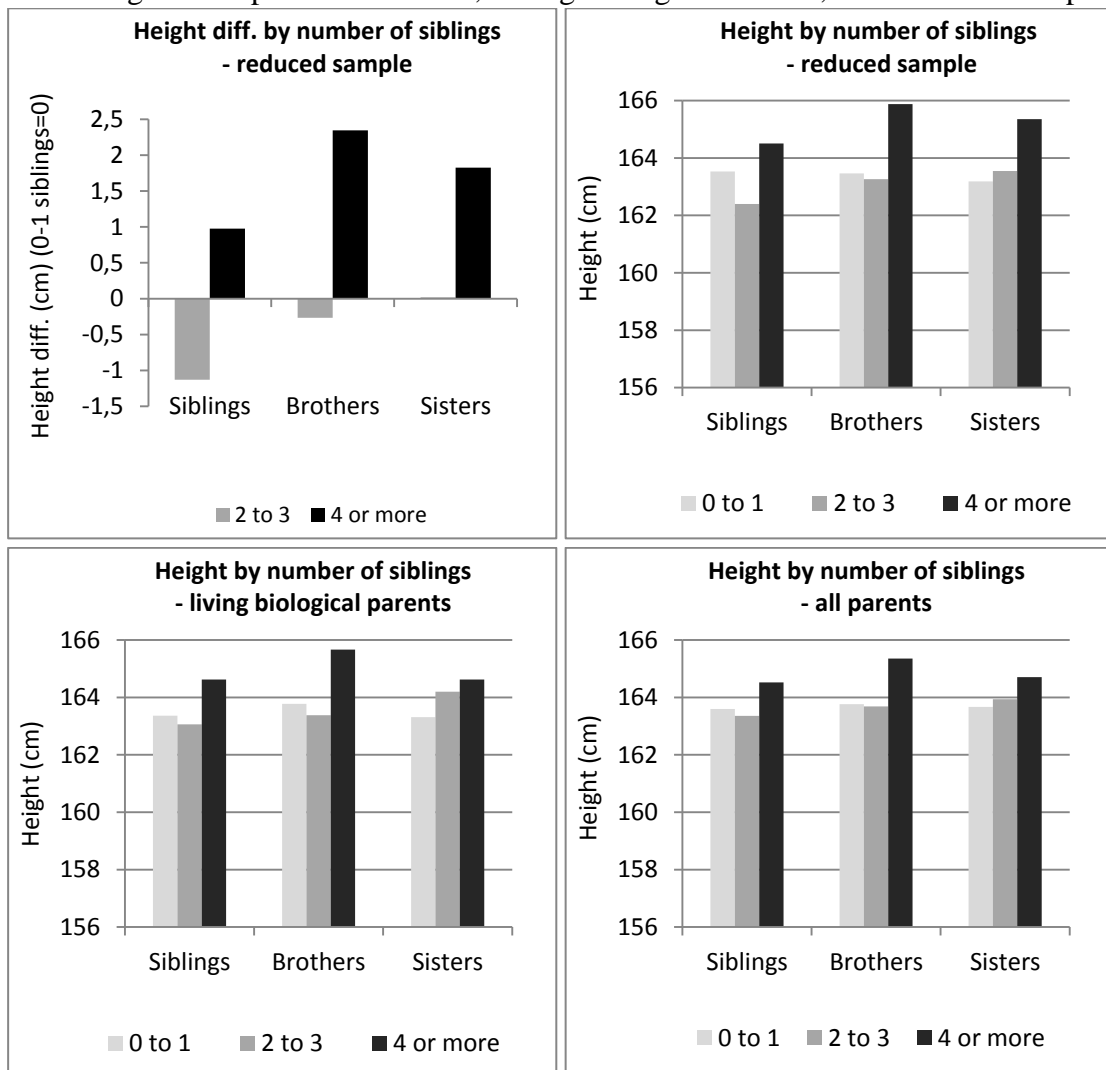 Height diff. by number of siblings
- reduced sample
Height diff. (cm) (0-1 siblings=0)
2,5
2
1,5
1
0,5
0
-0,5
-1
-1,5
Siblings Brothers Sisters
2 to 3 4 or more
Height by number of siblings
- reduced sample
Height (cm)
166
164
162
160
158
156
Siblings Brothers Sisters
0 to 1 2 to 3 4 or more
Height by number of siblings
- living biological parents
Height (cm)
166
164
162
160
158
156
Siblings Brothers Sisters
0 to 1 2 to 3 4 or more
Height by number of siblings
- all parents
Height (cm)
166
164
162
160
158
156
Siblings Brothers Sisters
0 to 1 2 to 3 4 or more